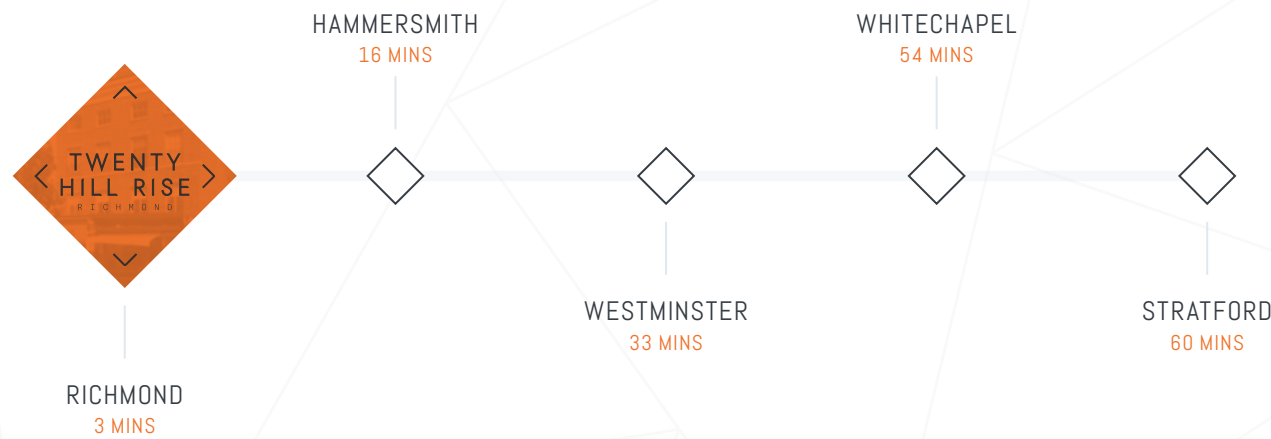 HAMMERSMITH
16 MINS
WHITECHAPEL
54 MINS
TWENTY
HILL RISE
RICHMOND
WESTMINSTER
33 MINS
STRATFORD
60 MINS
RICHMOND
3 MINS